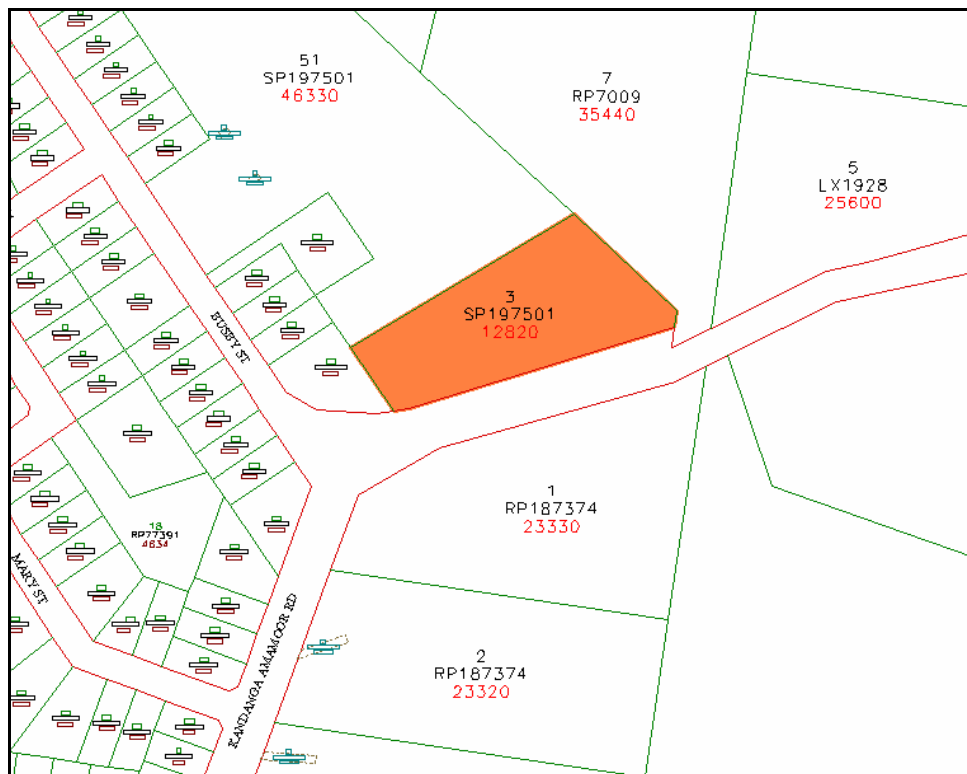 51
SP197501
46330
7
RP7009
35440
5
LX1928
25600
3
SP197501
12820
BUSBY ST
1
RP187374
23330
18
RP77391
4634
MARY ST
KANDANGA AMAMOOR RD
2
RP187374
23320